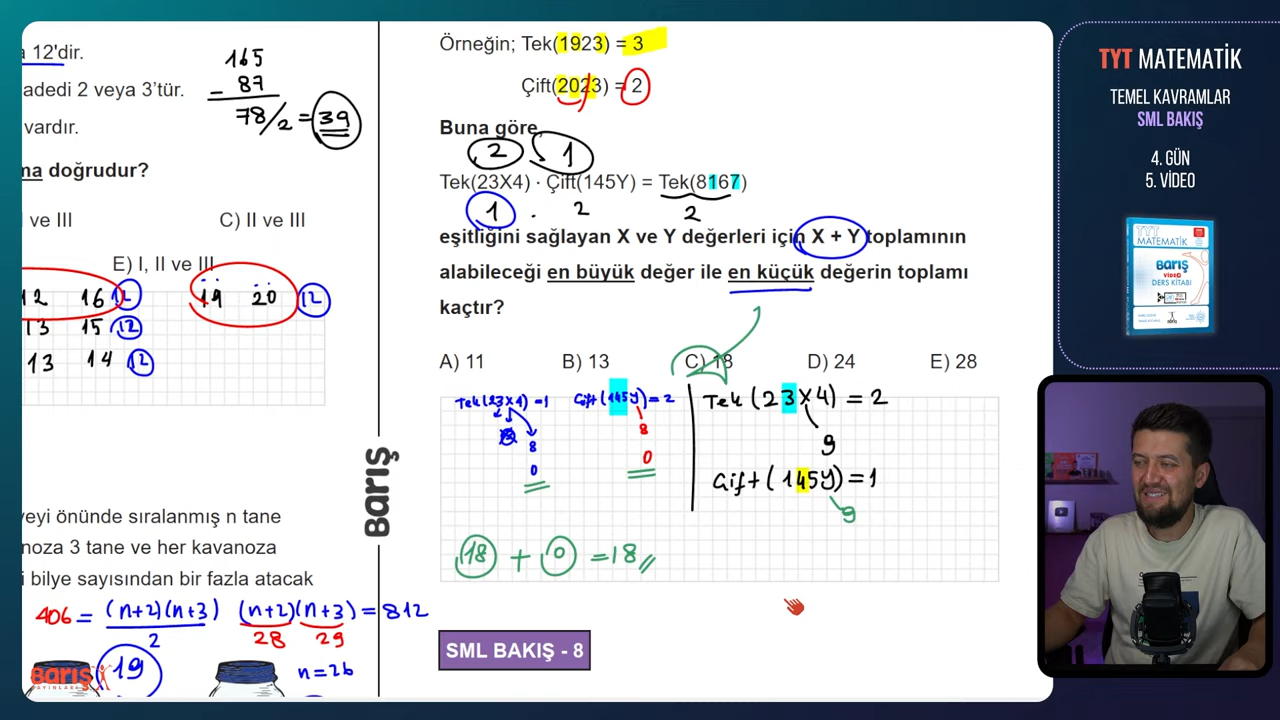 a 12'dir.
adedi 2 veya 3'tür.
vardır.
165
- 87
78/2 = 39
ma doğrudur?
I ve III
C) II ve III
E) I, II ve III
12 16 12
13 15 12
13 14 12
19 20 12
veyi önünde sıralanmış n tane
noza 3 tane ve her kavanoza
i bilye sayısından bir fazla atacak
406 = (n+2)(n+3)
2
(n+2)(n+3) = 812
28 29
19
n=26
BARIŞ
YAYINLARI
BARIŞ
Örneğin; Tek(1923) = 3
Çift(2023) = 2
Buna göre,
2 1
Tek(23X4) · Çift(145Y) = Tek(8167)
1 . 2 2
eşitliğini sağlayan X ve Y değerleri için X + Y toplamının
alabileceği en büyük değer ile en küçük değerin toplamı
kaçtır?
A) 11 B) 13 C) 18 D) 24 E) 28
Tek(23X4) =1
8
0
Çift(145Y)=2
8
0
Tek (23X4) = 2
9
Çift (145Y) = 1
9
18 + 0 =18
SML BAKIŞ - 8
TYT MATEMATİK
TEMEL KAVRAMLAR
SML BAKIŞ
4. GÜN
5. VİDEO
TYT
MATEMATİK
BARIŞ
VİDEO
DERS KİTABI